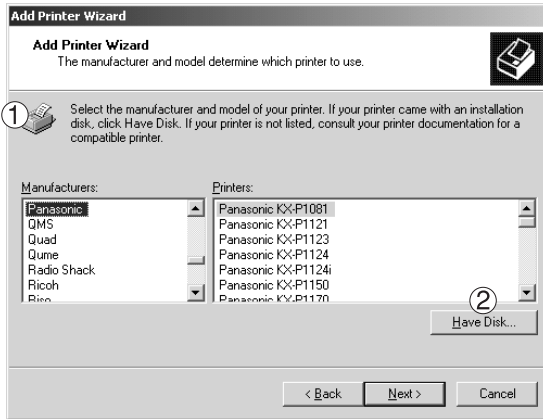 Add Printer Wizard
Add Printer Wizard
The manufacturer and model determine which printer to use.
①
Select the manufacturer and model of your printer. If your printer came with an installation
disk, click Have Disk. If your printer is not listed, consult your printer documentation for a
compatible printer.
Manufacturers:
Panasonic
QMS
Quad
Qume
Radio Shack
Ricoh
Riso
Printers:
Panasonic KX-P1081
Panasonic KX-P1121
Panasonic KX-P1123
Panasonic KX-P1124
Panasonic KX-P1124i
Panasonic KX-P1150
Panasonic KX-P1170
②
Have Disk...
< Back
Next >
Cancel